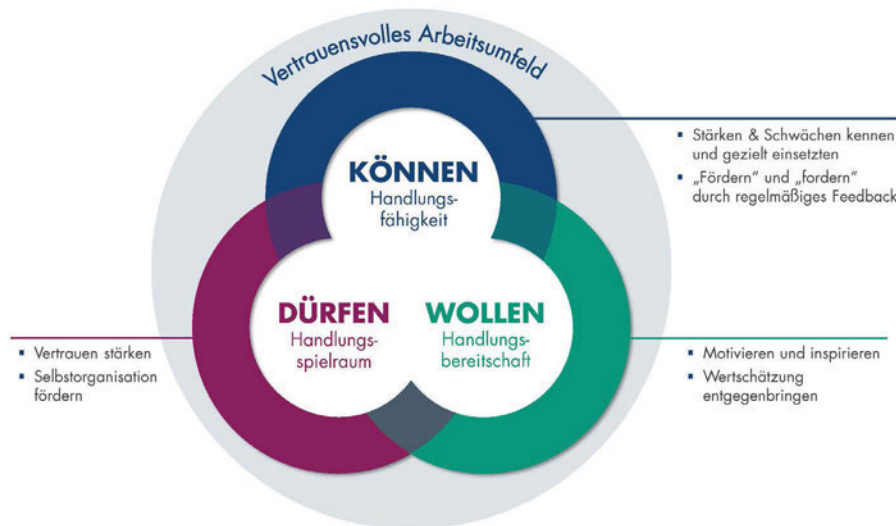 Vertrauensvolles Arbeitsumfeld
KÖNNEN
Handlungs-
fähigkeit
▪ Stärken & Schwächen kennen
und gezielt einsetzten
▪ „Fördern“ und „fordern“
durch regelmäßiges Feedback
DÜRFEN
Handlungs-
spielraum
WOLLEN
Handlungs-
bereitschaft
▪ Vertrauen stärken
▪ Selbstorganisation
fördern
▪ Motivieren und inspirieren
▪ Wertschätzung
entgegenbringen